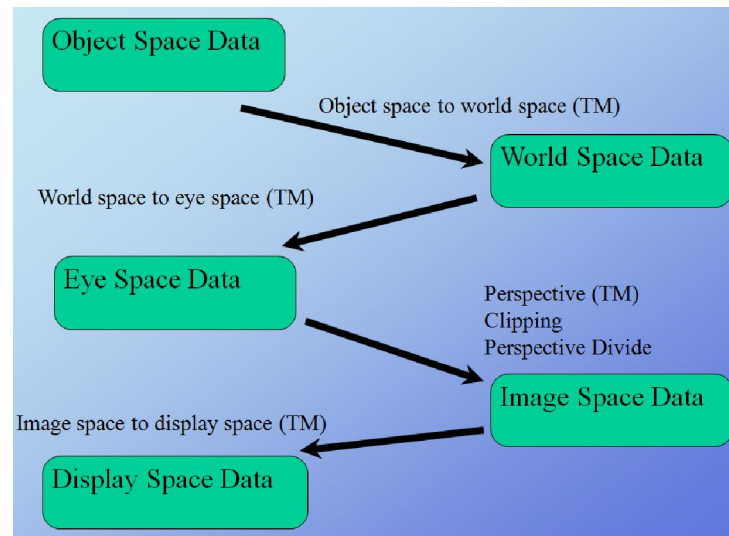 Object Space Data
Object space to world space (TM)
World Space Data
World space to eye space (TM)
Eye Space Data
Perspective (TM)
Clipping
Perspective Divide
Image Space Data
Image space to display space (TM)
Display Space Data